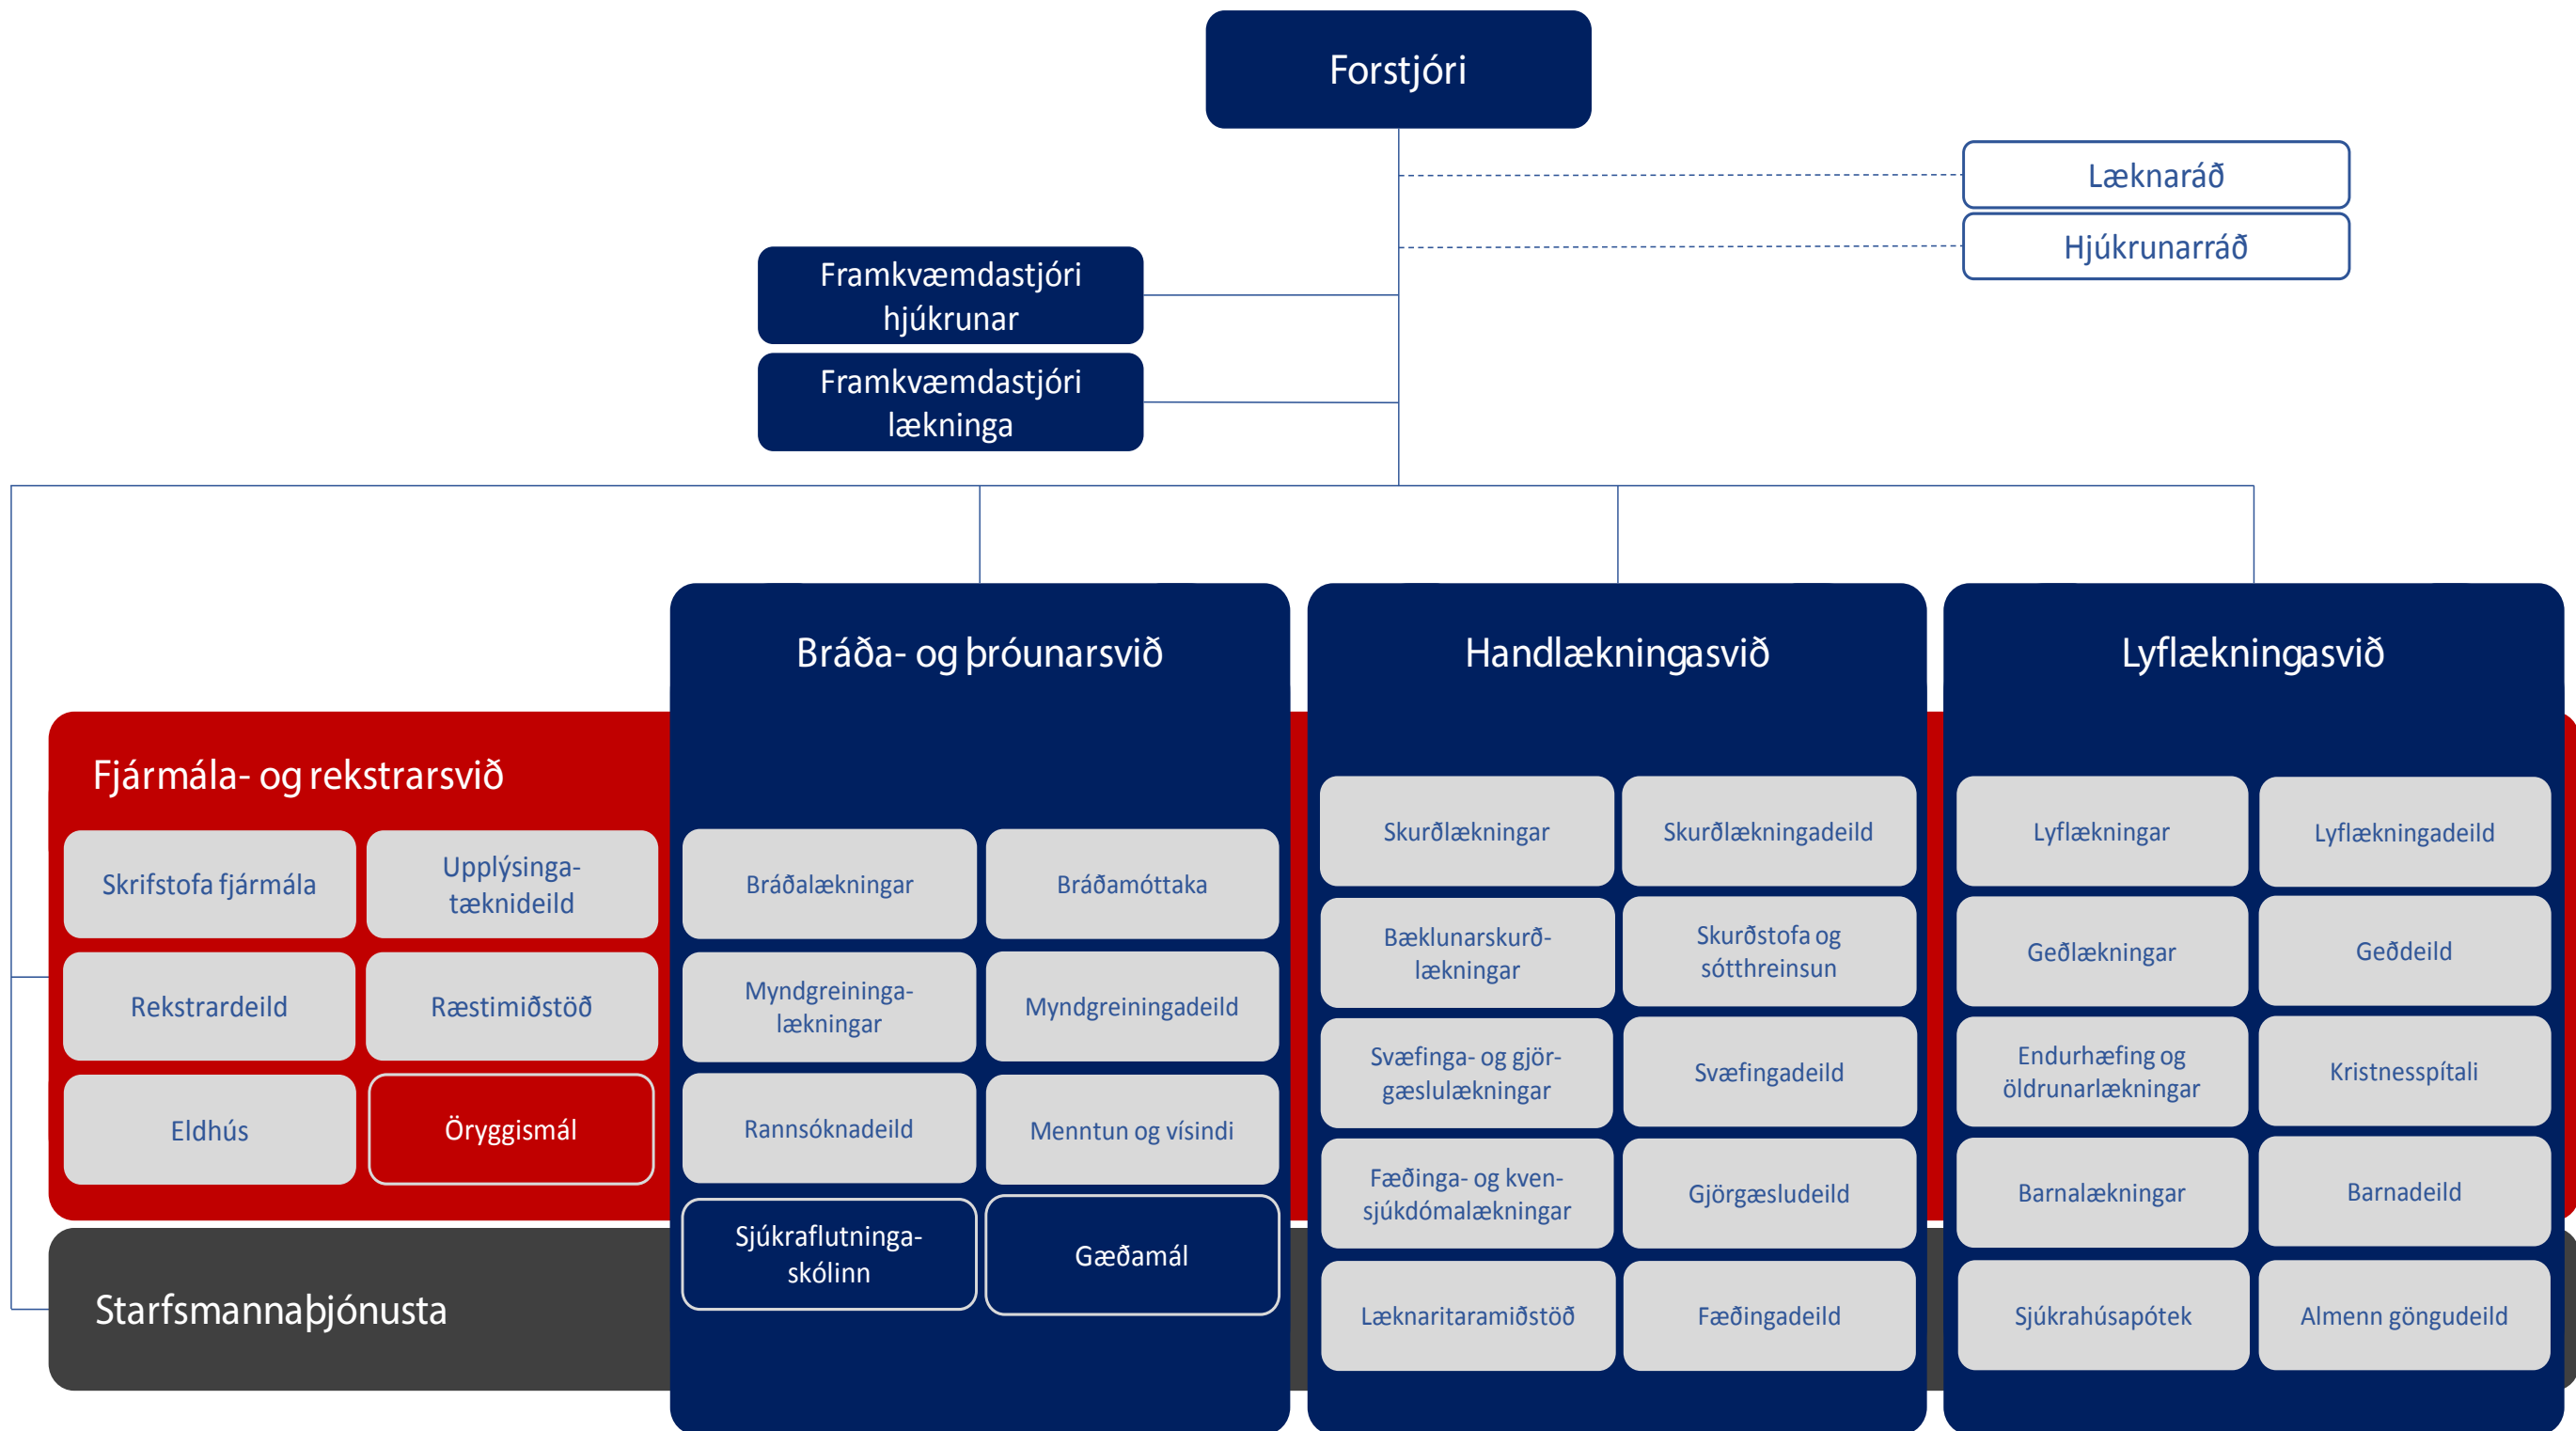 Forstjóri
Læknaráð
Hjúkrunarráð
Framkvæmdastjóri
hjúkrunar
Framkvæmdastjóri
lækninga
Fjármála- og rekstrarsvið
Skrifstofa fjármála
Upplýsinga-
tæknideild
Rekstrardeild
Ræstimiðstöð
Eldhús
Öryggismál
Starfsmannaþjónusta
Bráða- og þróunarsvið
Bráðalækningar
Bráðamóttaka
Myndgreininga-
lækningar
Myndgreiningadeild
Rannsóknadeild
Menntun og vísindi
Sjúkraflutninga-
skólinn
Gæðamál
Handlækningasvið
Skurðlækningar
Skurðlækningadeild
Bæklunarskurð-
lækningar
Skurðstofa og
sótthreinsun
Svæfinga- og gjör-
gæslulækningar
Svæfingadeild
Fæðinga- og kven-
sjúkdómalækningar
Gjörgæsludeild
Læknaritaramiðstöð
Fæðingadeild
Lyflækningasvið
Lyflækningar
Lyflækningadeild
Geðlækningar
Geðdeild
Endurhæfing og
öldrunarlækningar
Kristnesspítali
Barnalækningar
Barnadeild
Sjúkrahúsapótek
Almenn göngudeild